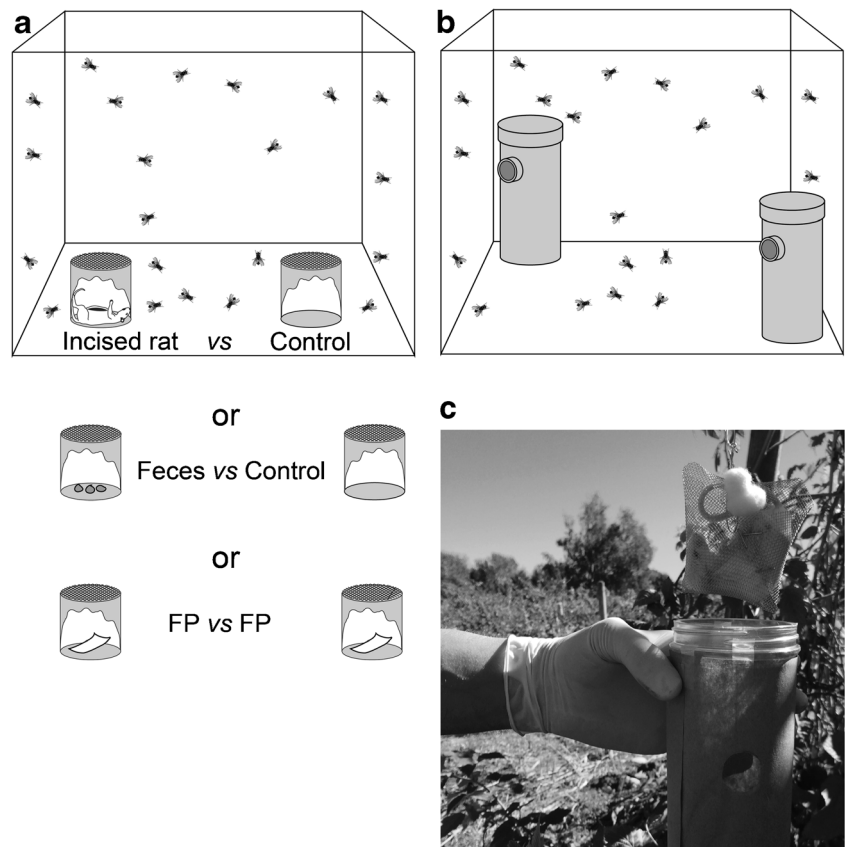 a
b
Incised rat vs Control
or
Feces vs Control
or
FP vs FP
c